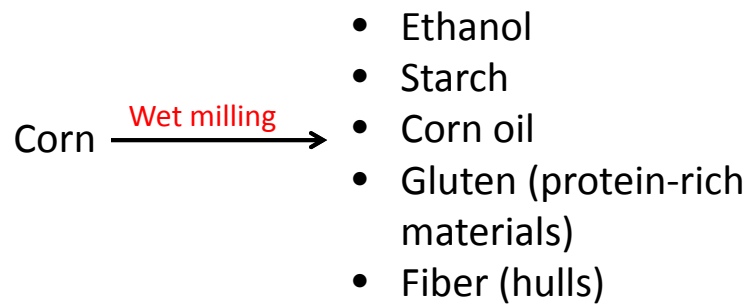 Corn
Wet milling
• Ethanol
• Starch
• Corn oil
• Gluten (protein-rich
materials)
• Fiber (hulls)